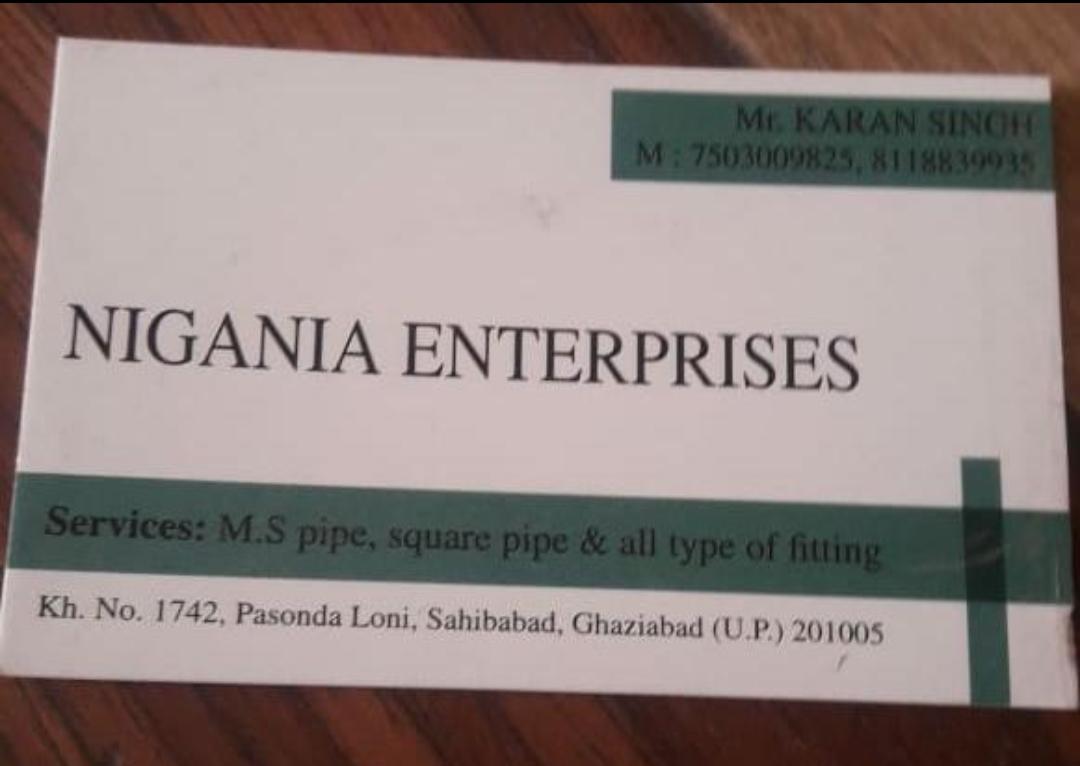 Mr. KARAN SINGH
M : 7503009825, 8118839935
NIGANIA ENTERPRISES
Services: M.S pipe, square pipe & all type of fitting
Kh. No. 1742, Pasonda Loni, Sahibabad, Ghaziabad (U.P.) 201005